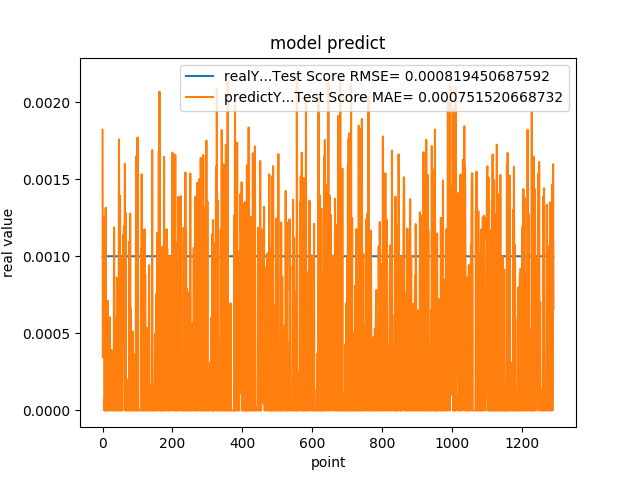 model predict
realY...Test Score RMSE= 0.000819450687592
predictY...Test Score MAE= 0.000751520668732
real value
0.0020
0.0015
0.0010
0.0005
0.0000
0 200 400 600 800 1000 1200
point